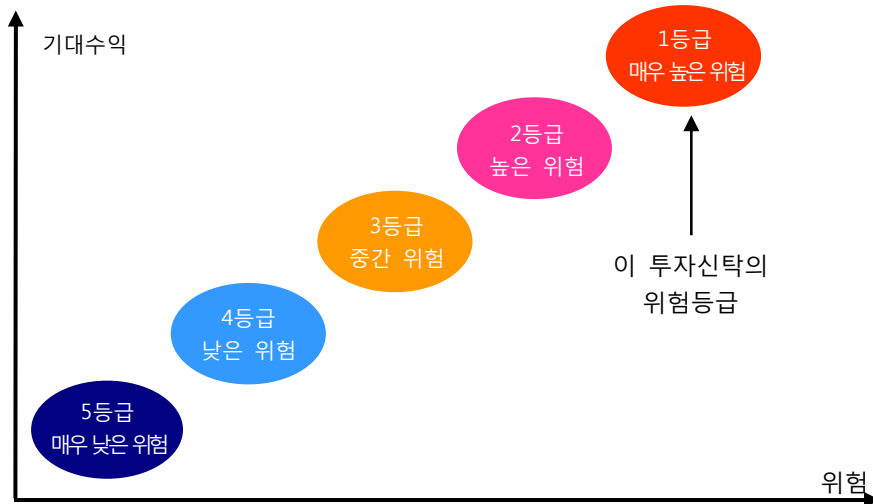 기대수익
1등급
매우 높은 위험
2등급
높은 위험
3등급
중간 위험
이 투자신탁의
위험등급
4등급
낮은 위험
5등급
매우 낮은 위험
위험